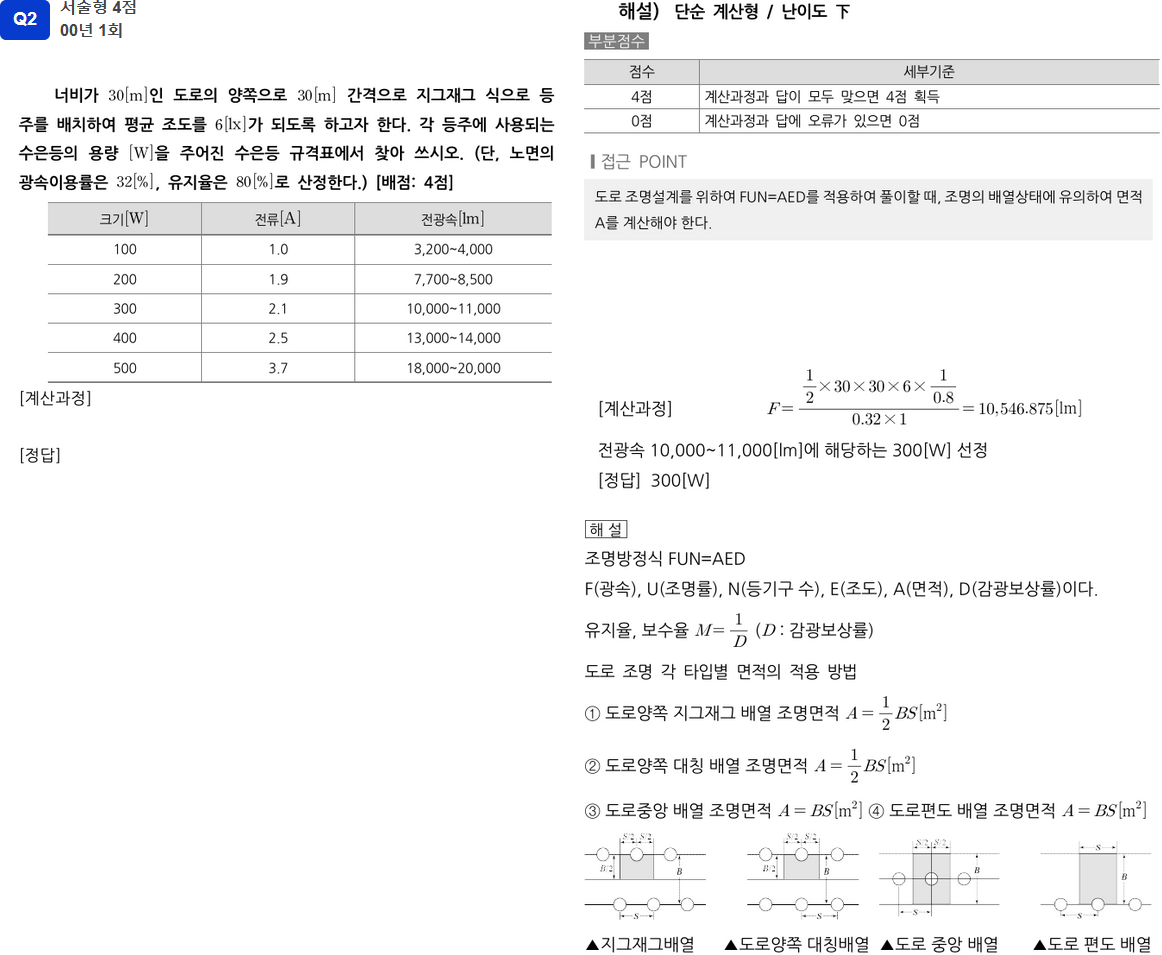 Q2
서술형 4점
00년 1회
너비가 30[m]인 도로의 양쪽으로 30[m] 간격으로 지그재그 식으로 등
주를 배치하여 평균 조도를 6[lx]가 되도록 하고자 한다. 각 등주에 사용되는
수은등의 용량 [W]을 주어진 수은등 규격표에서 찾아 쓰시오. (단, 노면의
광속이용률은 32[%], 유지율은 80[%]로 산정한다.) [배점: 4점]
크기[W] 전류[A] 전광속[lm]
100 1.0 3,200~4,000
200 1.9 7,700~8,500
300 2.1 10,000~11,000
400 2.5 13,000~14,000
500 3.7 18,000~20,000
[계산과정]
[정답]
해설) 단순 계산형 / 난이도 下
부분점수
점수 세부기준
4점 계산과정과 답이 모두 맞으면 4점 획득
0점 계산과정과 답에 오류가 있으면 0점
접근 POINT
도로 조명설계를 위하여 FUN=AED를 적용하여 풀이할 때, 조명의 배열상태에 유의하여 면적
A를 계산해야 한다.
[계산과정] F = (1/2 × 30 × 30 × 6 × 1/0.8) / (0.32 × 1) = 10,546.875[lm]
전광속 10,000~11,000[lm]에 해당하는 300[W] 선정
[정답] 300[W]
해 설
조명방정식 FUN=AED
F(광속), U(조명률), N(등기구 수), E(조도), A(면적), D(감광보상률)이다.
유지율, 보수율 M = 1/D (D : 감광보상률)
도로 조명 각 타입별 면적의 적용 방법
① 도로양쪽 지그재그 배열 조명면적 A = 1/2 BS[m²]
② 도로양쪽 대칭 배열 조명면적 A = 1/2 BS[m²]
③ 도로중앙 배열 조명면적 A = BS[m²] ④ 도로편도 배열 조명면적 A = BS[m²]
S/2 S/2 B/2 B S
S/2 S/2 B/2 B S
S/2 S/2 B S
S B S
▲지그재그배열 ▲도로양쪽 대칭배열 ▲도로 중앙 배열 ▲도로 편도 배열